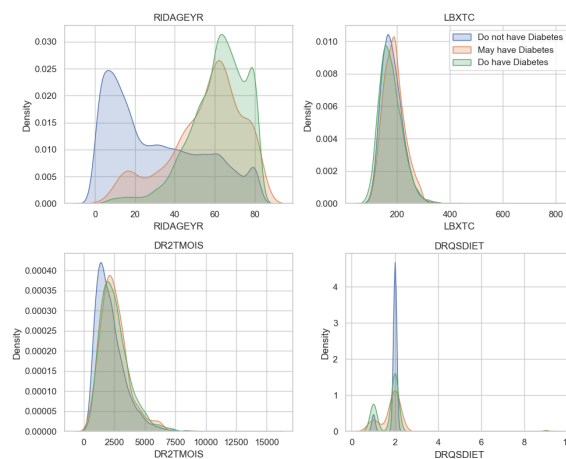 RIDAGEYR
0.030
0.025
0.020
0.015
0.010
0.005
0.000
Density
0 20 40 60 80
RIDAGEYR
LBXTC
Do not have Diabetes
May have Diabetes
Do have Diabetes
0.010
0.008
0.006
0.004
0.002
0.000
Density
200 400 600 800
LBXTC
DR2TMOIS
0.00040
0.00035
0.00030
0.00025
0.00020
0.00015
0.00010
0.00005
0.00000
Density
0 2500 5000 7500 10000 12500 15000
DR2TMOIS
DRQSDIET
4
3
2
1
0
Density
0 2 4 6 8
DRQSDIET